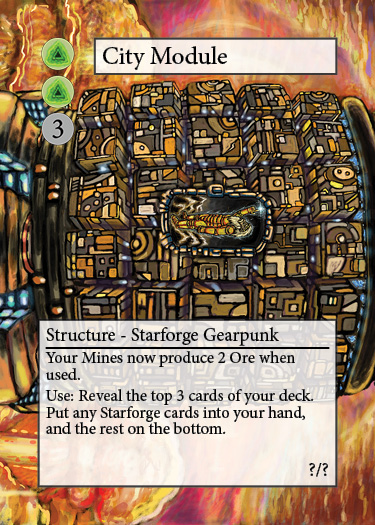 City Module
3
Structure - Starforge Gearpunk
Your Mines now produce 2 Ore when
used.
Use: Reveal the top 3 cards of your deck.
Put any Starforge cards into your hand,
and the rest on the bottom.
?/?